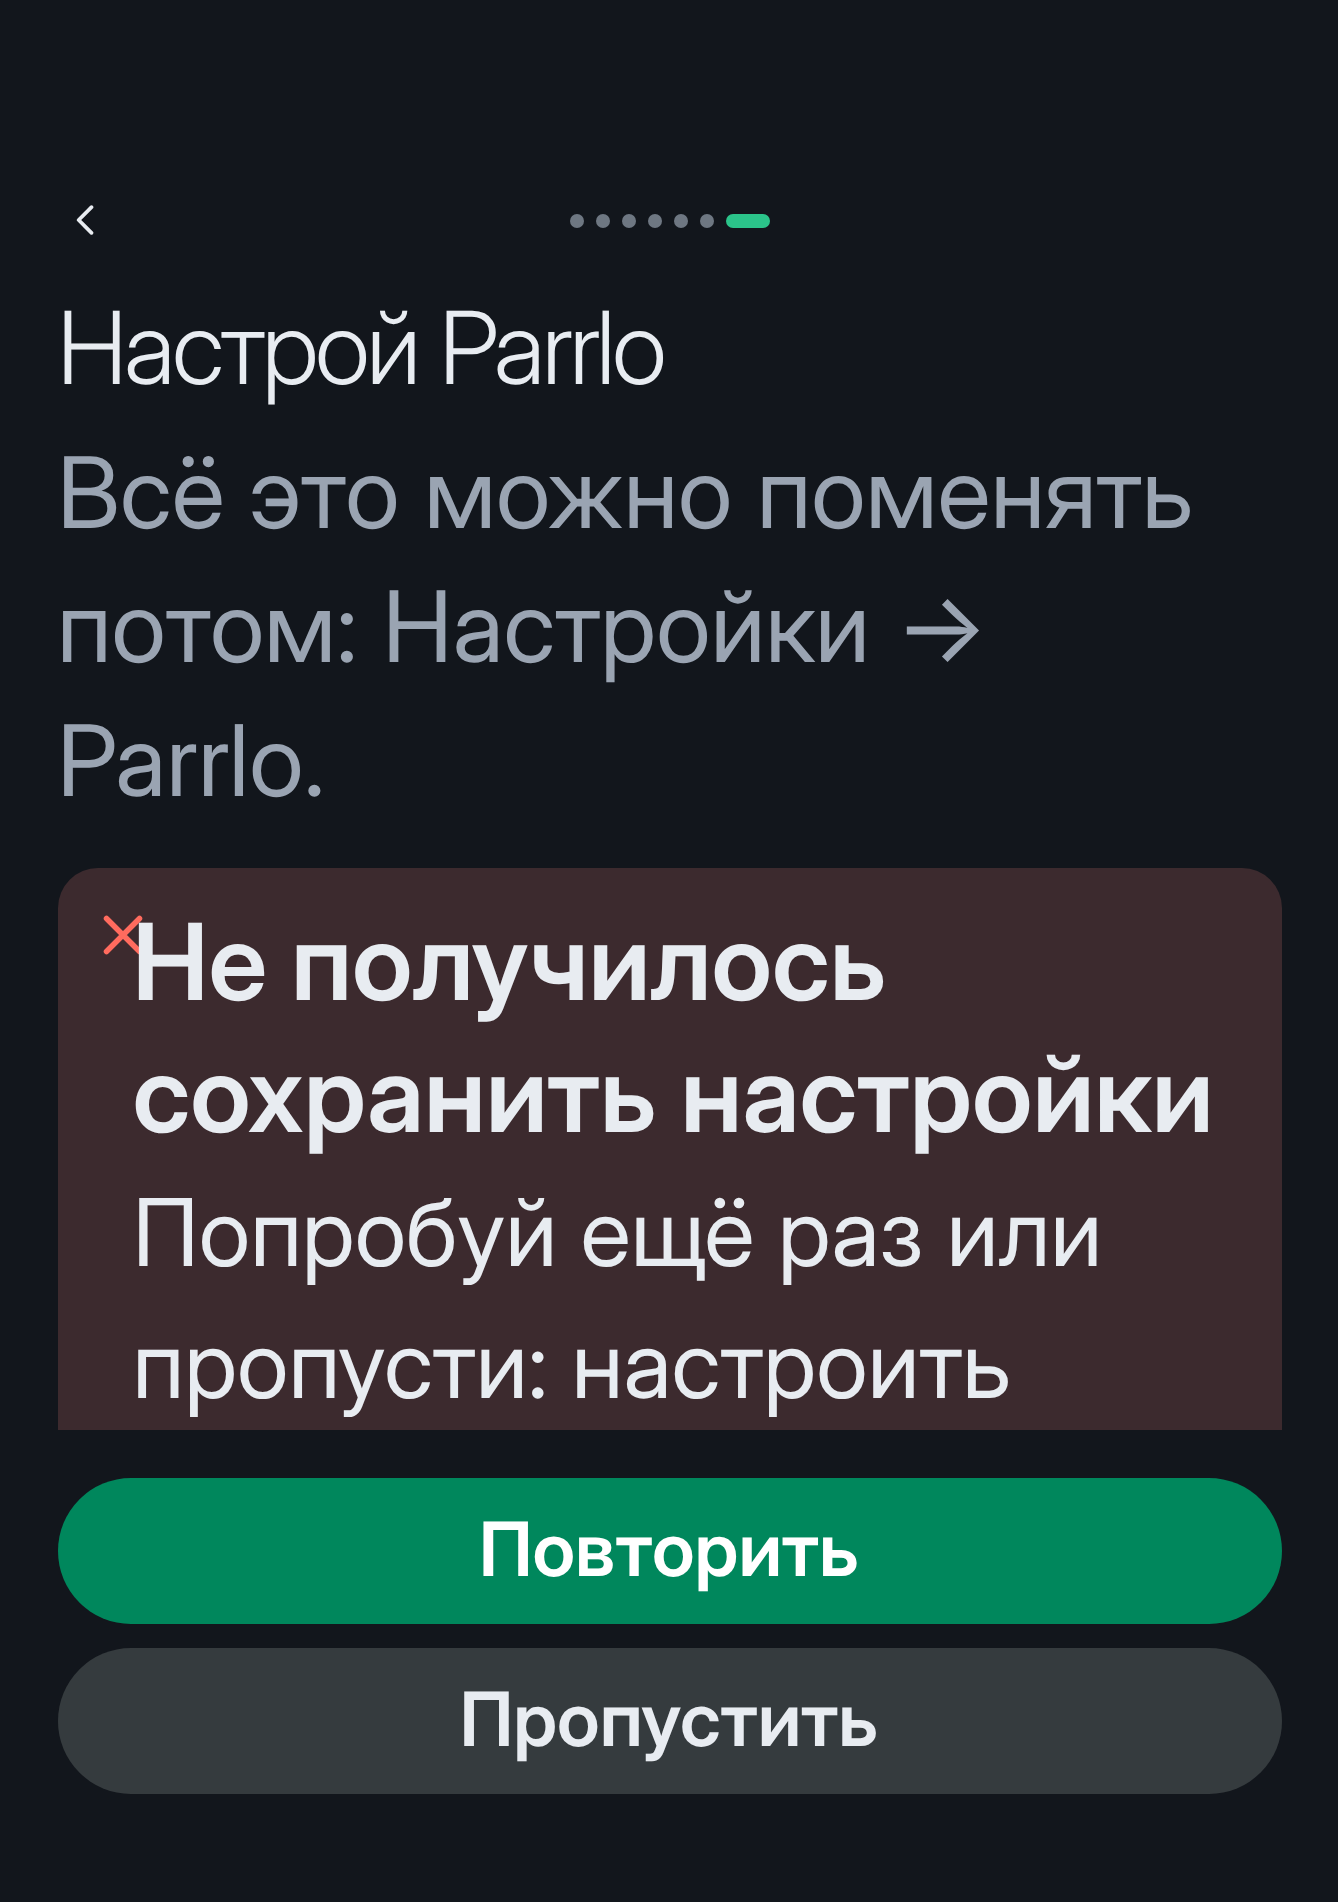 Настрой Parrlo
Всё это можно поменять
потом: Настройки →
Parrlo.
Не получилось
сохранить настройки
Попробуй ещё раз или
пропусти: настроить
Повторить
Пропустить